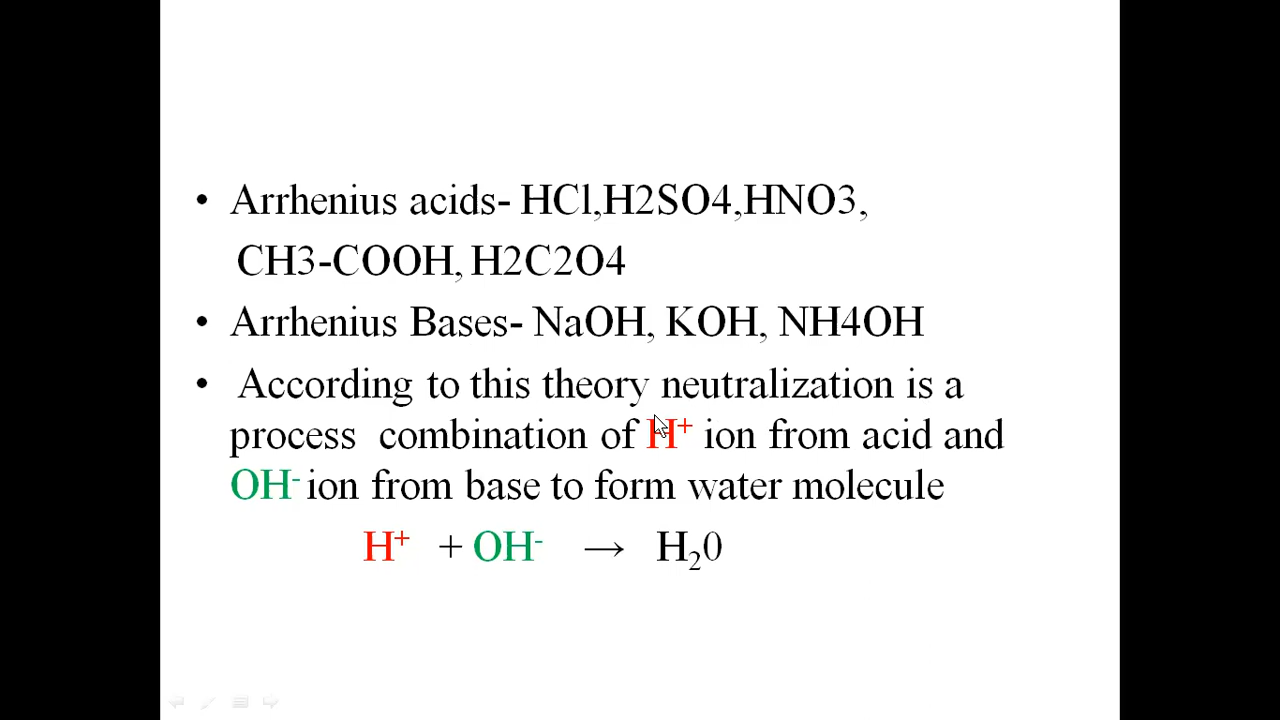 • Arrhenius acids- HCl,H2SO4,HNO3,
CH3-COOH, H2C2O4
• Arrhenius Bases- NaOH, KOH, NH4OH
• According to this theory neutralization is a
process combination of H⁺ ion from acid and
OH⁻ ion from base to form water molecule
H⁺ + OH⁻ → H₂0